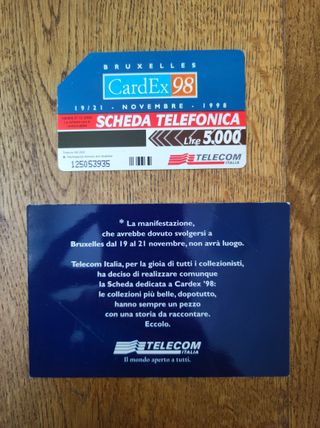 BRUXELLES
CardEx 98
19/21 - NOVEMBRE - 1998
SCHEDA TELEFONICA
Lire 5.000
125053935
TELECOM
ITALIA
* La manifestazione,
che avrebbe dovuto svolgersi a
Bruxelles dal 19 al 21 novembre, non avrà luogo.
Telecom Italia, per la gioia di tutti i collezionisti,
ha deciso di realizzare comunque
la Scheda dedicata a Cardex '98:
le collezioni più belle, dopotutto,
hanno sempre un pezzo
con una storia da raccontare.
Eccolo.
TELECOM
ITALIA
Il mondo aperto a tutti.